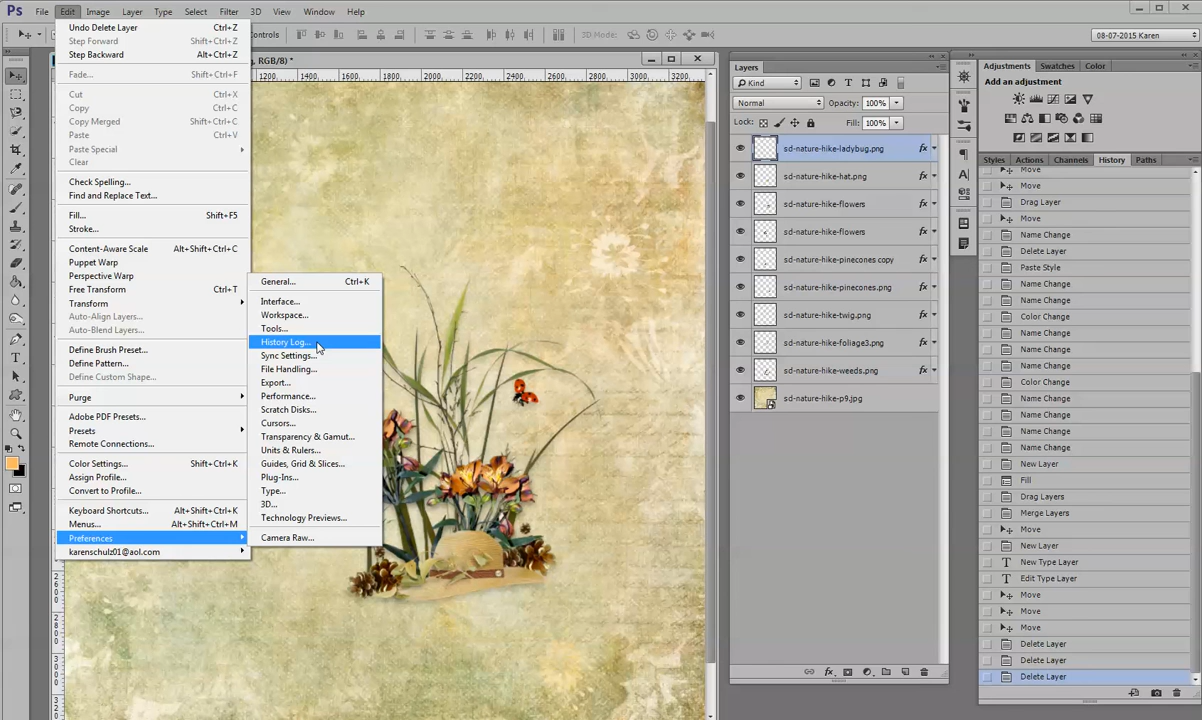 Ps File Edit Image Layer Type Select Filter 3D View Window Help
Controls
3D Mode:
08-07-2015 Karen
, RGB/8) *
1200 1400 1600 1800 2000 2200 2400 2600 2800 3000 3200
Undo Delete Layer Ctrl+Z
Step Forward Shift+Ctrl+Z
Step Backward Alt+Ctrl+Z
Fade... Shift+Ctrl+F
Cut Ctrl+X
Copy Ctrl+C
Copy Merged Shift+Ctrl+C
Paste Ctrl+V
Paste Special
Clear
Check Spelling...
Find and Replace Text...
Fill... Shift+F5
Stroke...
Content-Aware Scale Alt+Shift+Ctrl+C
Puppet Warp
Perspective Warp
Free Transform Ctrl+T
Transform
Auto-Align Layers...
Auto-Blend Layers...
Define Brush Preset...
Define Pattern...
Define Custom Shape...
Purge
Adobe PDF Presets...
Presets
Remote Connections...
Color Settings... Shift+Ctrl+K
Assign Profile...
Convert to Profile...
Keyboard Shortcuts... Alt+Shift+Ctrl+K
Menus... Alt+Shift+Ctrl+M
Preferences
karenschulz01@aol.com
General... Ctrl+K
Interface...
Workspace...
Tools...
History Log...
Sync Settings...
File Handling...
Export...
Performance...
Scratch Disks...
Cursors...
Transparency & Gamut...
Units & Rulers...
Guides, Grid & Slices...
Plug-Ins...
Type...
3D...
Technology Previews...
Camera Raw...
Layers
Kind
Normal Opacity: 100%
Lock: Fill: 100%
sd-nature-hike-ladybug.png fx
sd-nature-hike-hat.png fx
sd-nature-hike-flowers fx
sd-nature-hike-flowers fx
sd-nature-hike-pinecones copy fx
sd-nature-hike-pinecones.png fx
sd-nature-hike-twig.png fx
sd-nature-hike-foliage3.png fx
sd-nature-hike-weeds.png fx
sd-nature-hike-p9.jpg
Adjustments Swatches Color
Add an adjustment
Styles Actions Channels History Paths
Move
Move
Drag Layer
Move
Name Change
Delete Layer
Paste Style
Name Change
Name Change
Color Change
Name Change
Name Change
Name Change
Color Change
Name Change
Name Change
Name Change
Name Change
New Layer
Fill
Drag Layers
Merge Layers
Move
New Layer
New Type Layer
Edit Type Layer
Move
Move
Move
Delete Layer
Delete Layer
Delete Layer